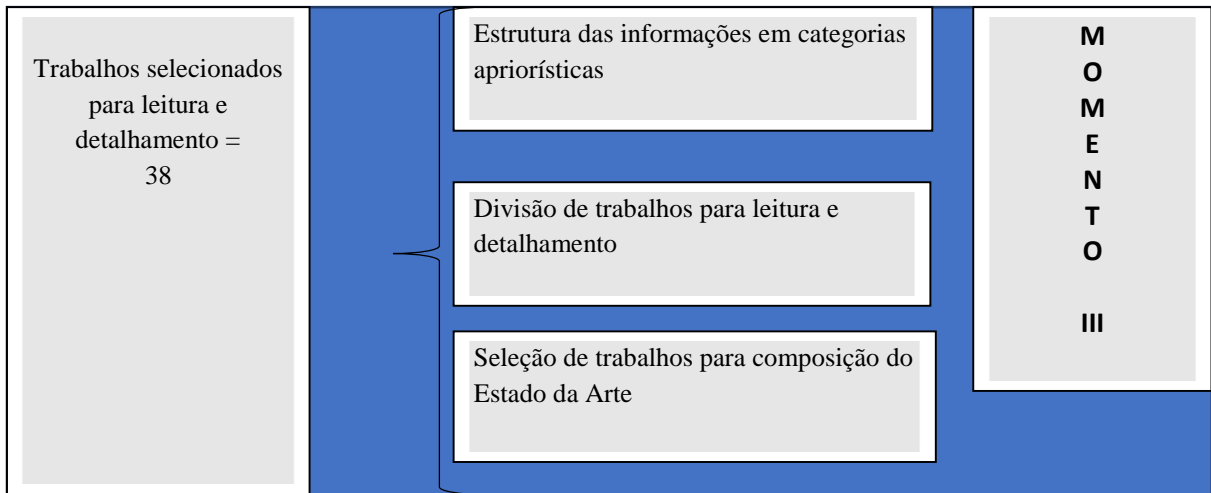 Trabalhos selecionados
para leitura e
detalhamento =
38
Estrutura das informações em categorias
apriorísticas
Divisão de trabalhos para leitura e
detalhamento
Seleção de trabalhos para composição do
Estado da Arte
M
O
M
E
N
T
O
III